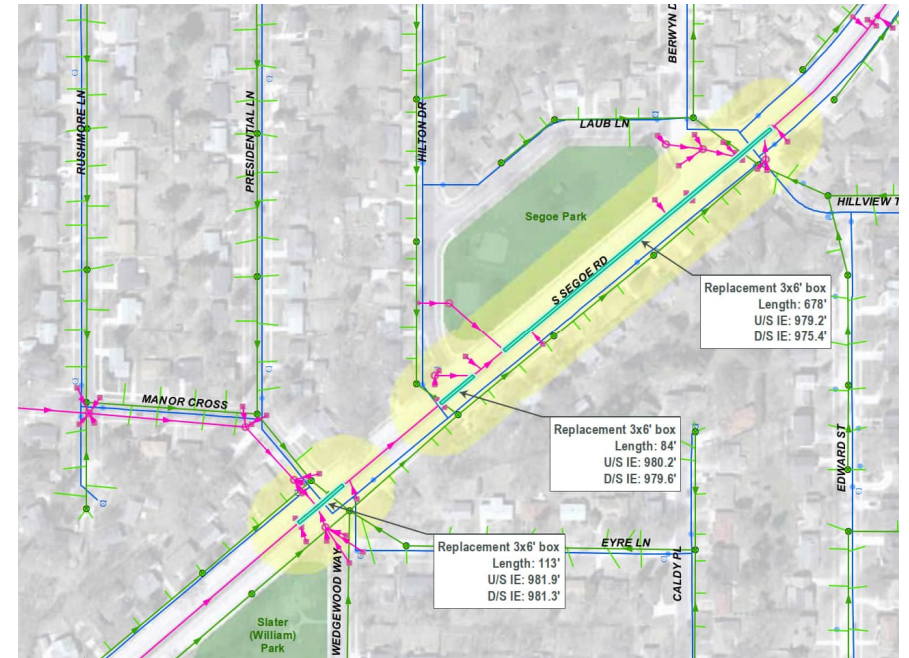 BERWYN D
RUSHMORE LN
PRESIDENTIAL LN
HILTON DR
LAUB LN
HILLVIEW T
Segoe Park
S SEGOE RD
Replacement 3x6' box
Length: 678'
U/S IE: 979.2'
D/S IE: 975.4'
MANOR CROSS
Replacement 3x6' box
Length: 84'
U/S IE: 980.2'
D/S IE: 979.6'
EDWARD ST
Replacement 3x6' box
Length: 113'
U/S IE: 981.9'
D/S IE: 981.3'
EYRE LN
CALDY PL
WEDGEWOOD WAY
Slater
(William)
Park